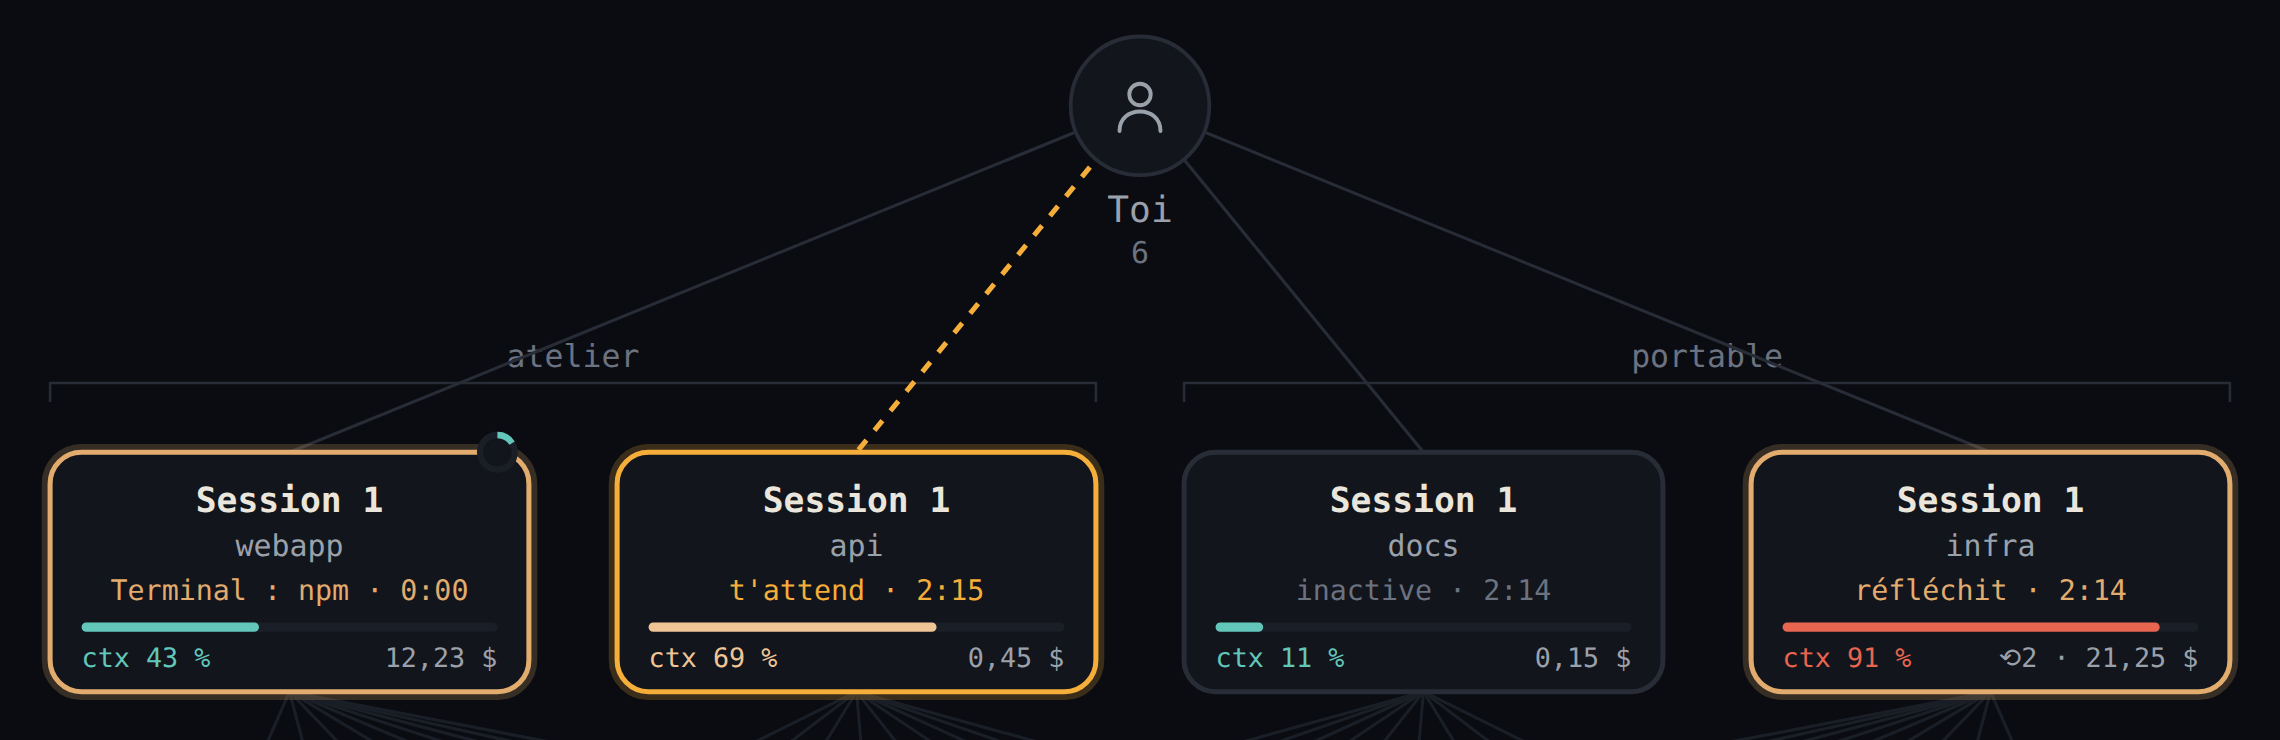 Toi
6
atelier
portable
Session 1
webapp
Terminal : npm · 0:00
ctx 43 %
12,23 $
Session 1
api
t'attend · 2:15
ctx 69 %
0,45 $
Session 1
docs
inactive · 2:14
ctx 11 %
0,15 $
Session 1
infra
réfléchit · 2:14
ctx 91 %
⟲2 · 21,25 $